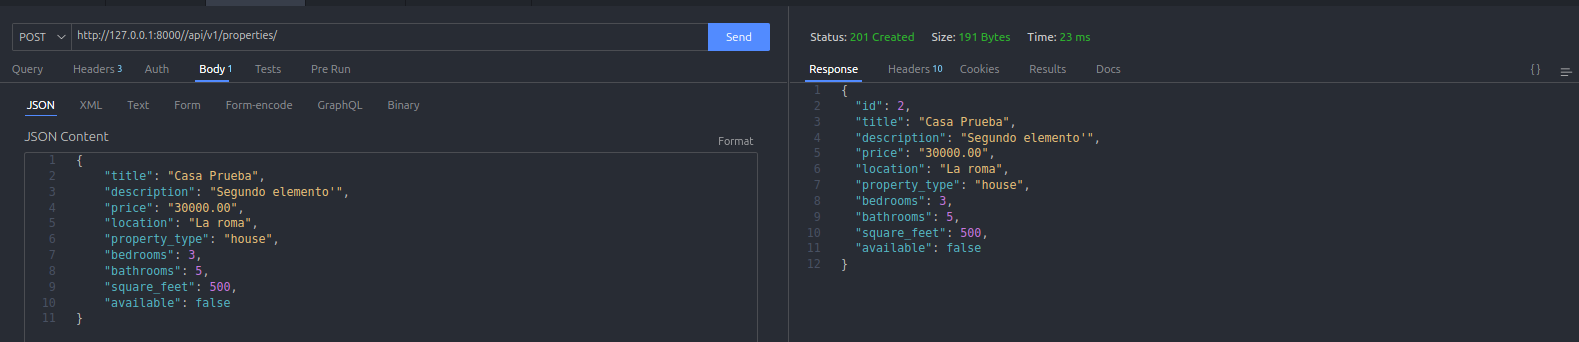 POST http://127.0.0.1:8000//api/v1/properties/ Send
Query Headers 3 Auth Body 1 Tests Pre Run
JSON XML Text Form Form-encode GraphQL Binary
JSON Content
Format
1 {
2 "title": "Casa Prueba",
3 "description": "Segundo elemento'",
4 "price": "30000.00",
5 "location": "La roma",
6 "property_type": "house",
7 "bedrooms": 3,
8 "bathrooms": 5,
9 "square_feet": 500,
10 "available": false
11 }
Status: 201 Created Size: 191 Bytes Time: 23 ms
Response Headers 10 Cookies Results Docs {}
1 {
2 "id": 2,
3 "title": "Casa Prueba",
4 "description": "Segundo elemento'",
5 "price": "30000.00",
6 "location": "La roma",
7 "property_type": "house",
8 "bedrooms": 3,
9 "bathrooms": 5,
10 "square_feet": 500,
11 "available": false
12 }